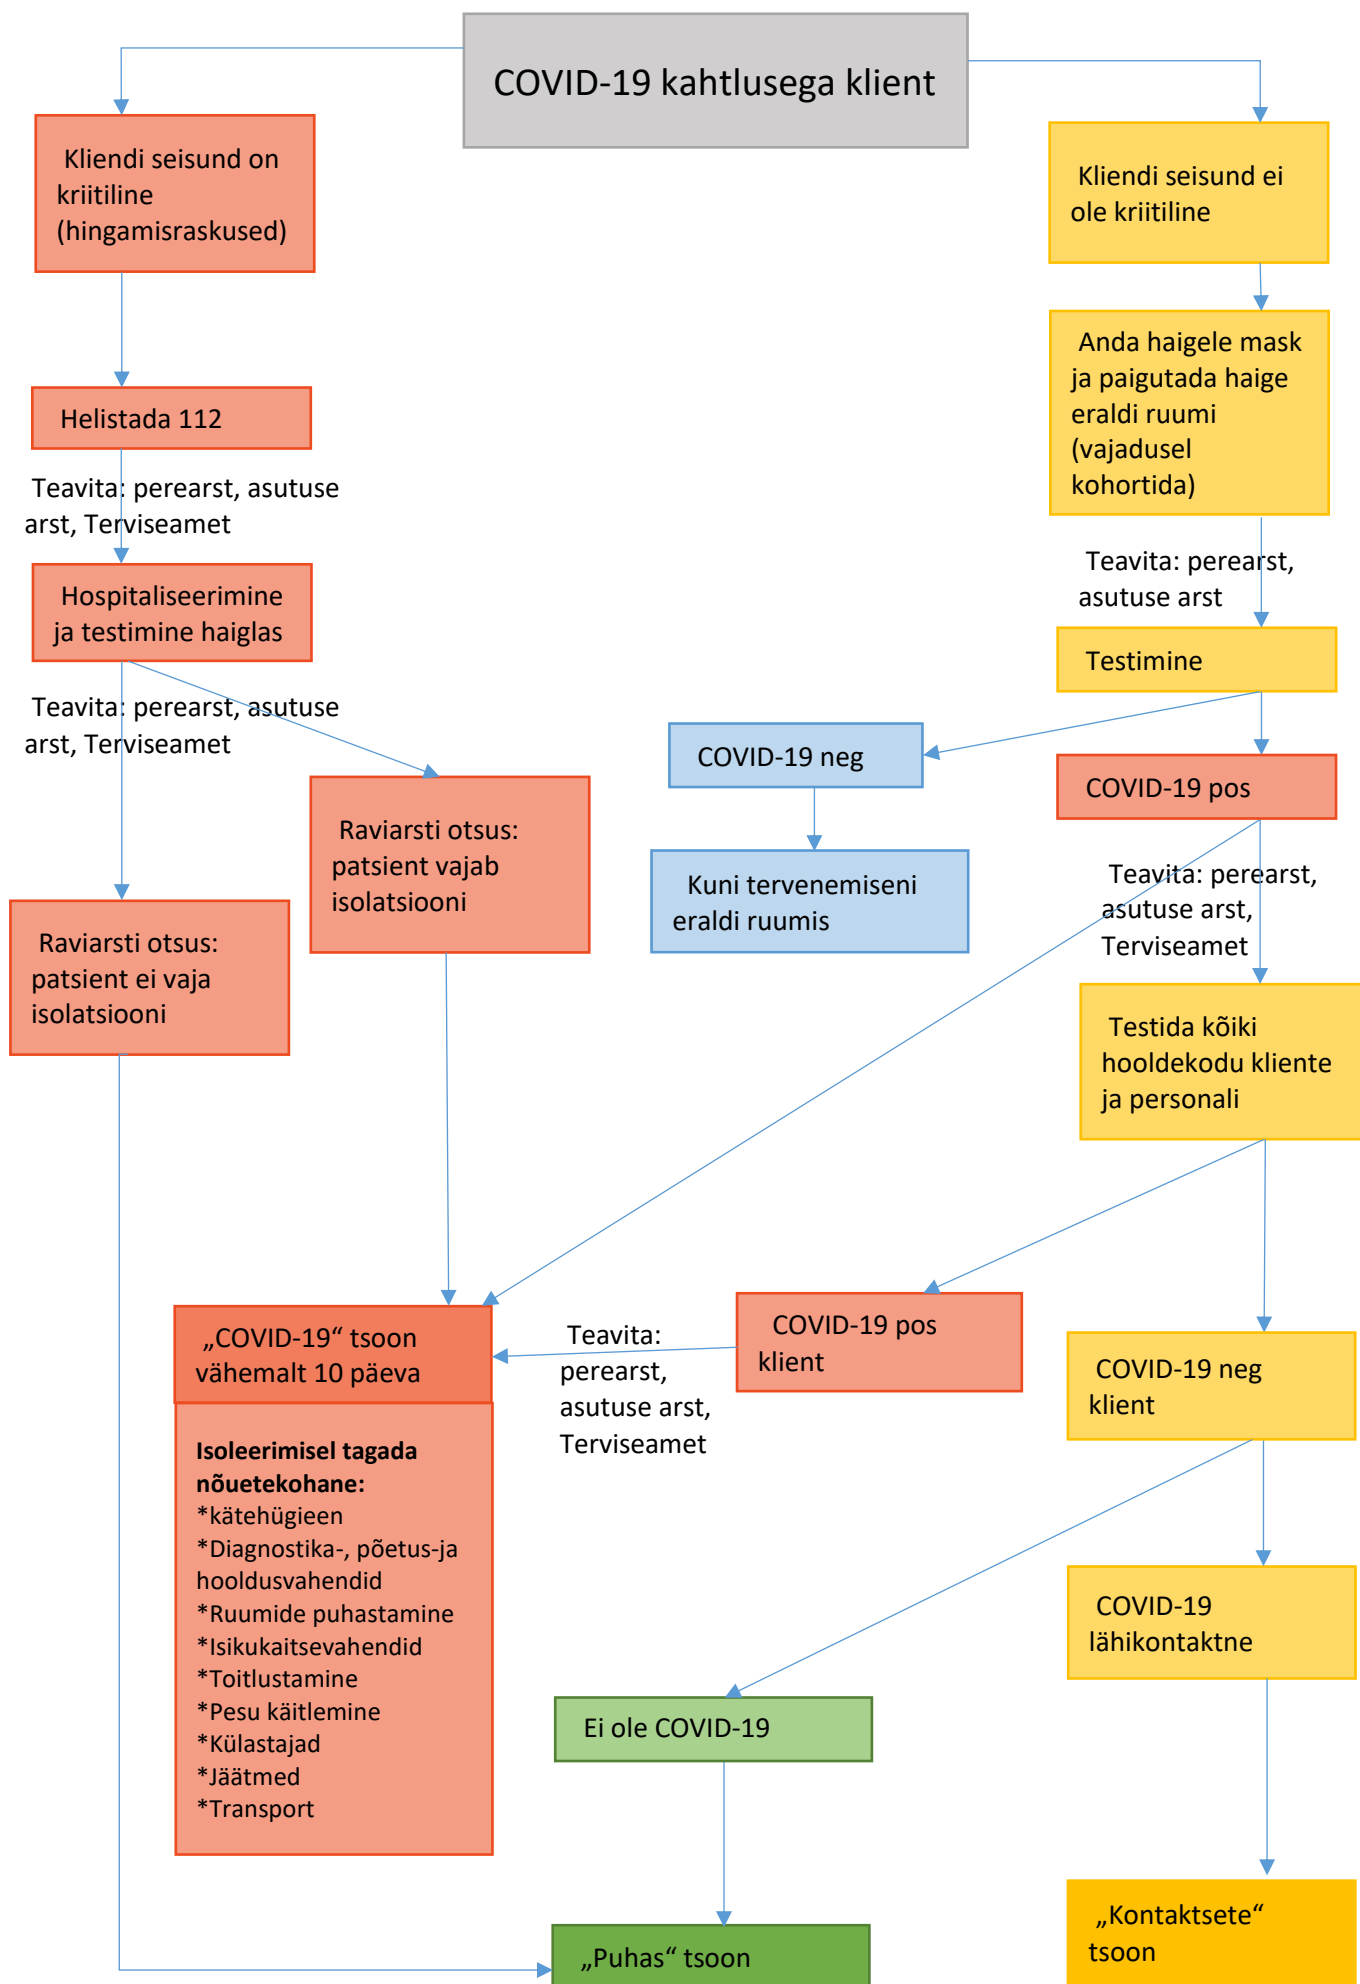 COVID-19 kahtlusega klient
Kliendi seisund on
kriitiline
(hingamisraskused)
Kliendi seisund ei
ole kriitiline
Anda haigele mask
ja paigutada haige
eraldi ruumi
(vajadusel
kohortida)
Helistada 112
Teavita: perearst, asutuse
arst, Terviseamet
Teavita: perearst,
asutuse arst
Hospitaliseerimine
ja testimine haiglas
Testimine
Teavita: perearst, asutuse
arst, Terviseamet
COVID-19 neg
COVID-19 pos
Raviarsti otsus:
patsient vajab
isolatsiooni
Kuni tervenemiseni
eraldi ruumis
Teavita: perearst,
asutuse arst,
Terviseamet
Raviarsti otsus:
patsient ei vaja
isolatsiooni
Testida kõiki
hooldekodu kliente
ja personali
„COVID-19“ tsoon
vähemalt 10 päeva
Teavita:
perearst,
asutuse arst,
Terviseamet
COVID-19 pos
klient
COVID-19 neg
klient
Isoleerimisel tagada
nõuetekohane:
*kätehügieen
*Diagnostika-, põetus-ja
hooldusvahendid
*Ruumide puhastamine
*Isikukaitsevahendid
*Toitlustamine
*Pesu käitlemine
*Külastajad
*Jäätmed
*Transport
COVID-19
lähikontaktne
Ei ole COVID-19
„Puhas“ tsoon
„Kontaktsete“
tsoon